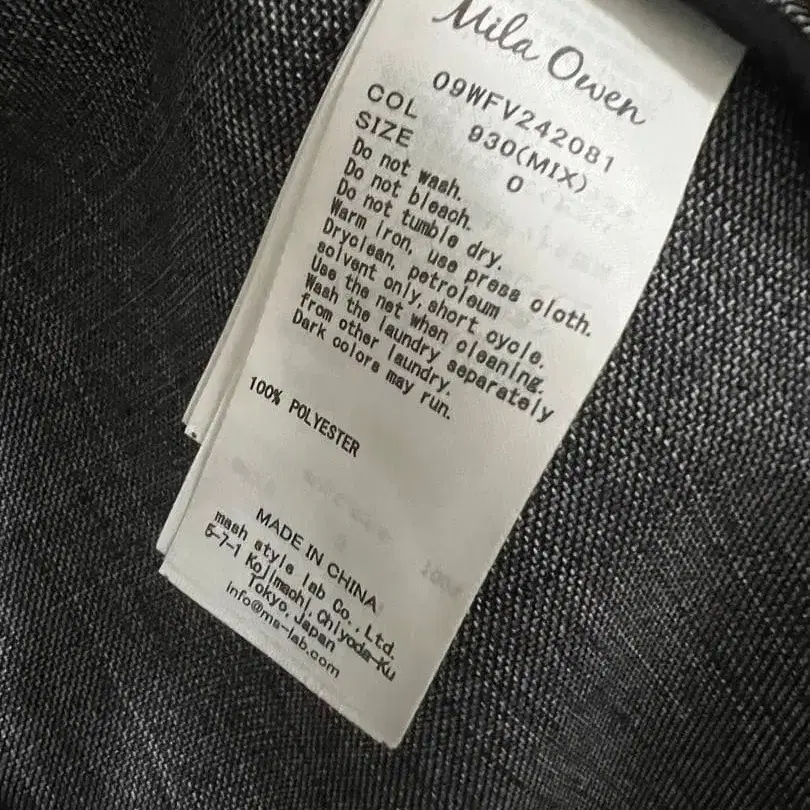 Mila Owen
09WFV242081
COL 930(MIX)
SIZE 0
Do not wash.
Do not bleach.
Do not tumble dry.
Warm iron, use press cloth.
Dryclean, petroleum
solvent only, short cycle.
Use the net when cleaning.
Wash the laundry separately
from other laundry.
Dark colors may run.
100% POLYESTER
MADE IN CHINA
mash style lab Co., Ltd.
5-7-1 Kojimachi, Chiyoda-Ku
Tokyo, Japan
info@ms-lab.com